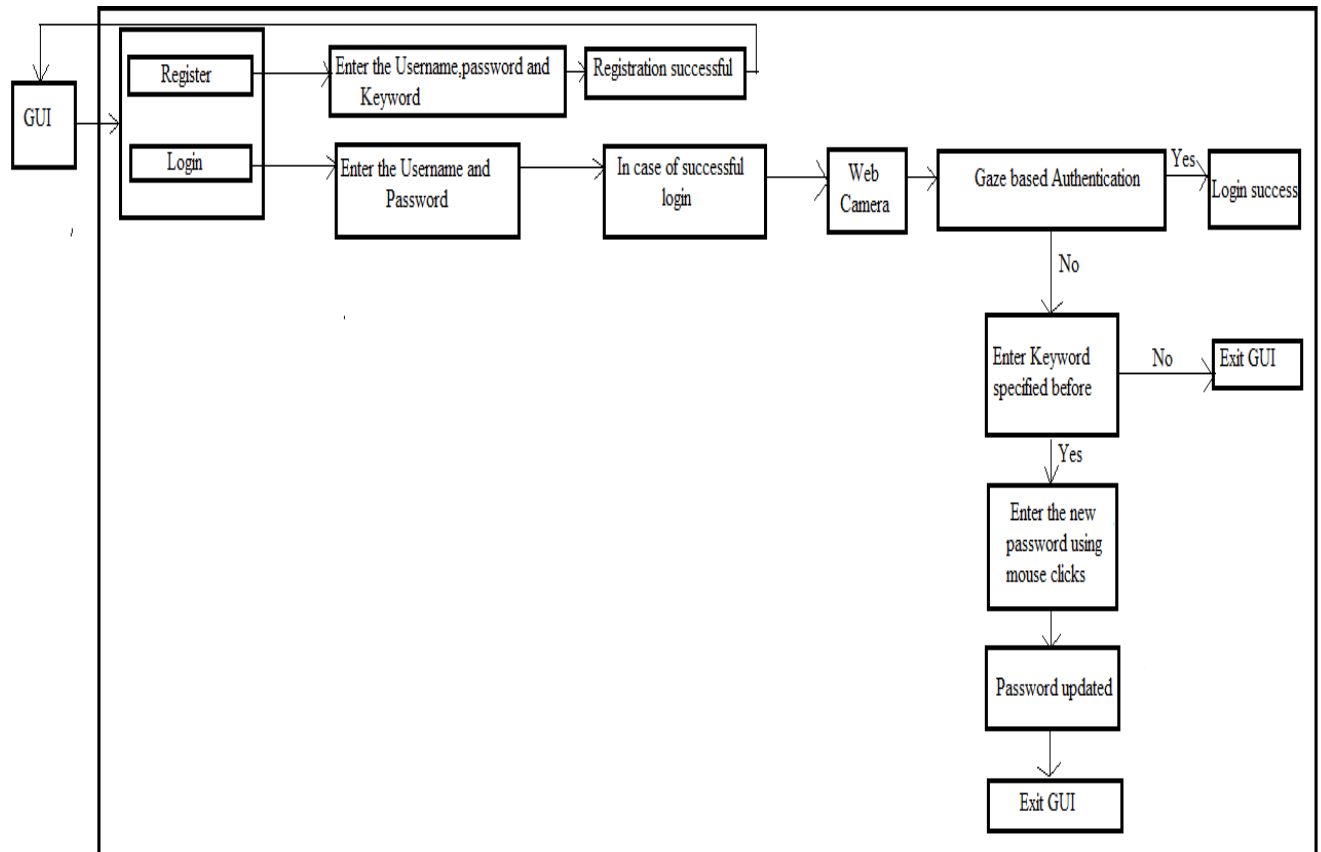 GUI
Register
Enter the Username,password and
Keyword
Registration successful
Login
Enter the Username and
Password
In case of successful
login
Web
Camera
Gaze based Authentication
Yes
Login success
No
Enter Keyword
specified before
No
Exit GUI
Yes
Enter the new
password using
mouse clicks
Password updated
Exit GUI